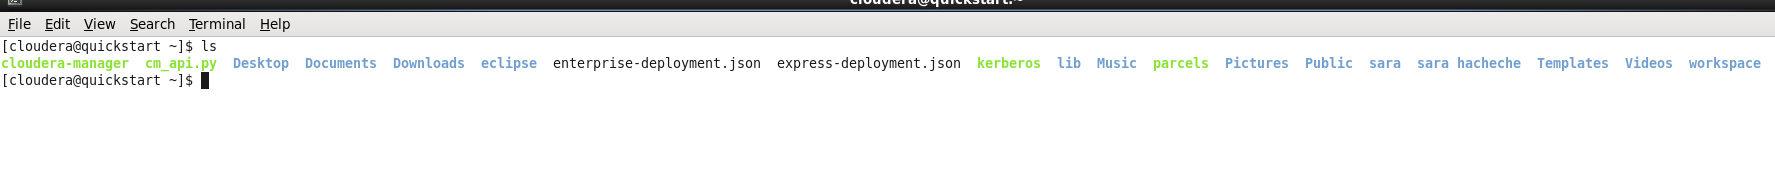 cloudera@quickstart:~
File Edit View Search Terminal Help
[cloudera@quickstart ~]$ ls
cloudera-manager cm_api.py Desktop Documents Downloads eclipse enterprise-deployment.json express-deployment.json kerberos lib Music parcels Pictures Public sara sara hacheche Templates Videos workspace
[cloudera@quickstart ~]$